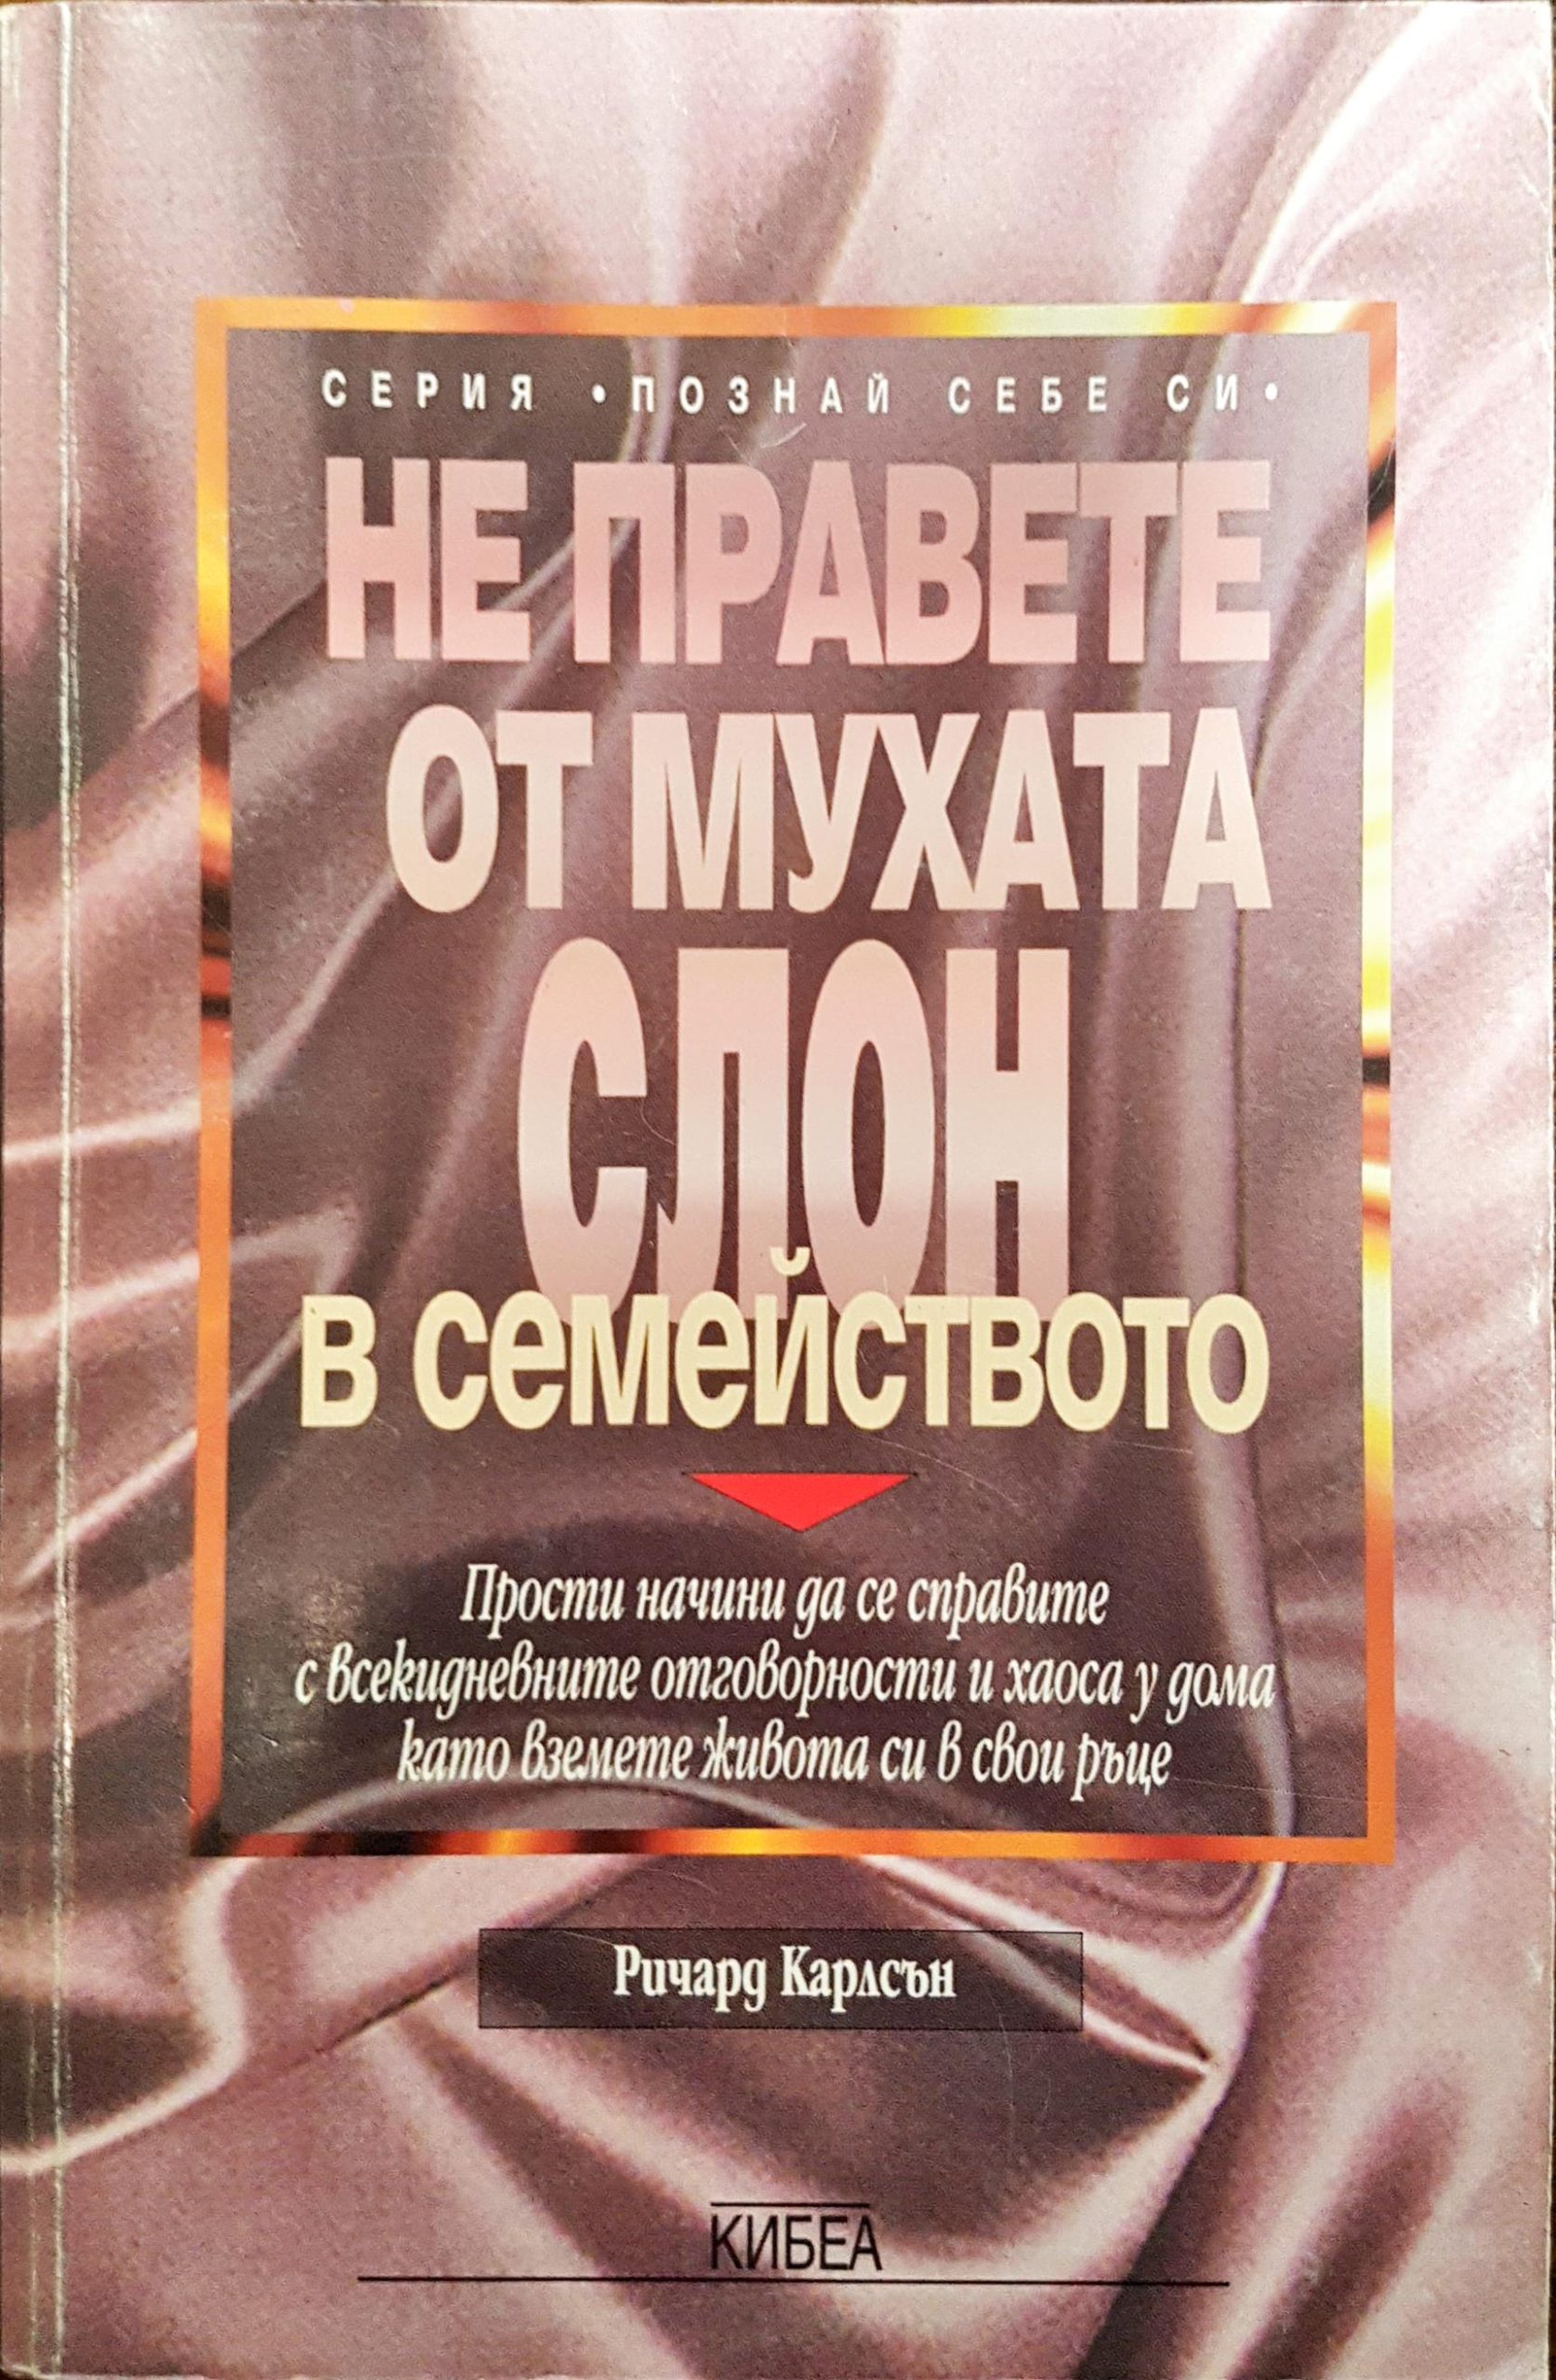 СЕРИЯ •ПОЗНАЙ СЕБЕ СИ•
НЕ ПРАВЕТЕ
ОТ МУХАТА
СЛОН
В семейството
Прости начини да се справите
с всекидневните отговорности и хаоса у дома
като вземете живота си в свои ръце
Ричард Карлсън
КИБЕА